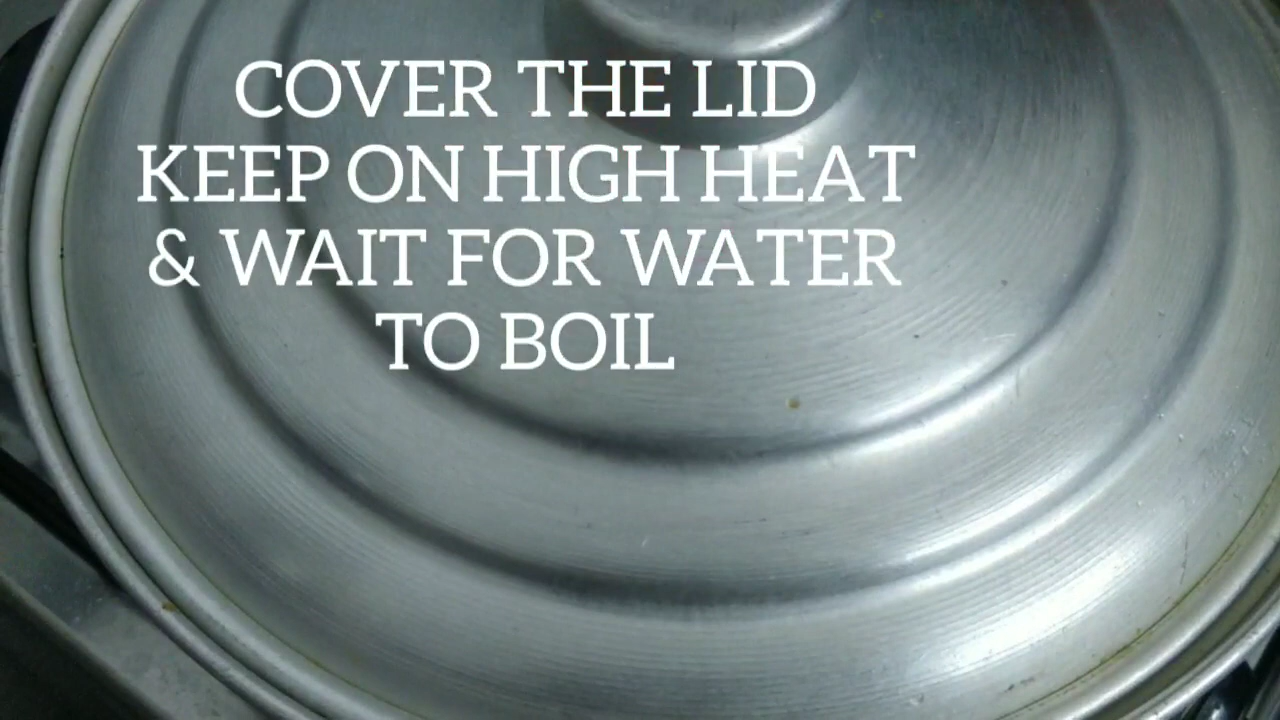 COVER THE LID
KEEP ON HIGH HEAT
& WAIT FOR WATER
TO BOIL